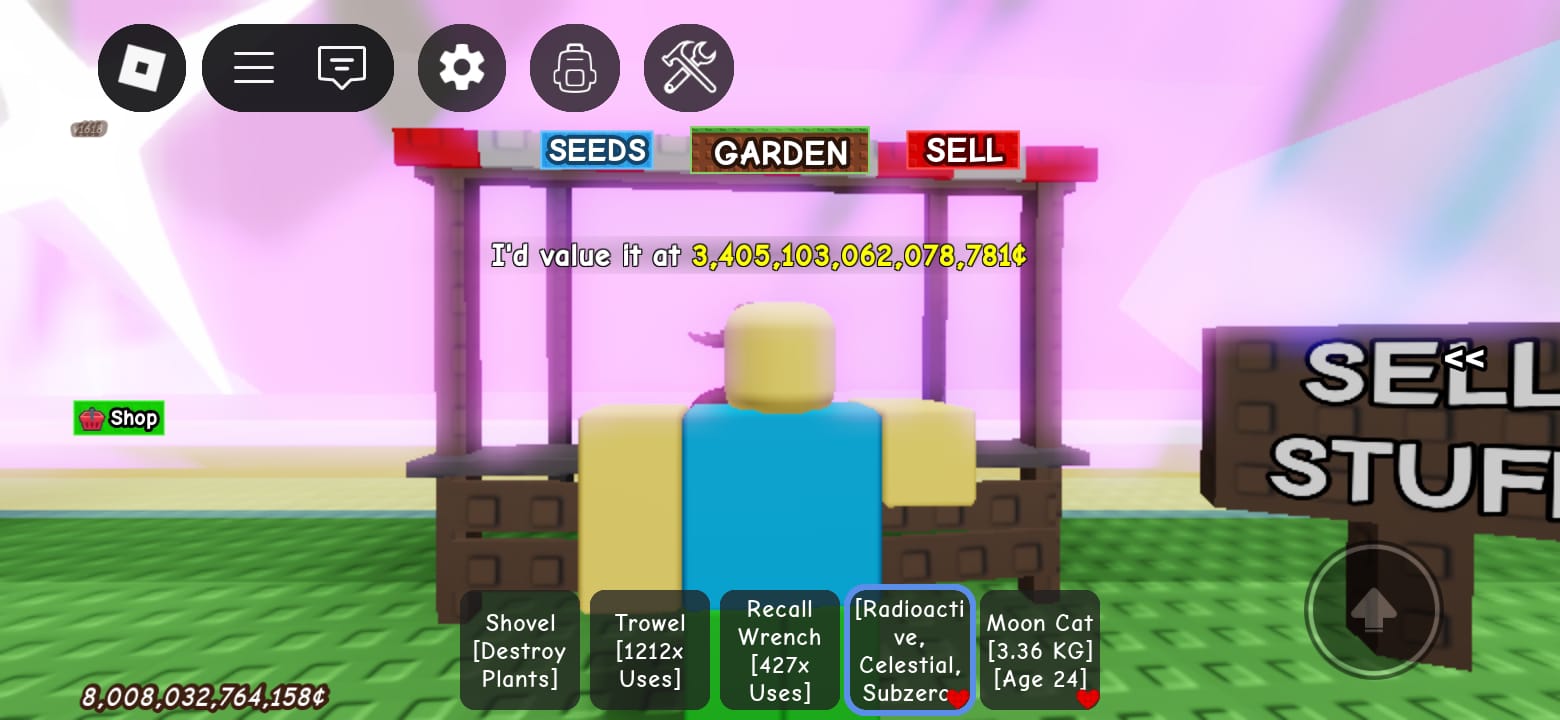 v1618
SEEDS
GARDEN
SELL
I'd value it at 3,405,103,062,078,781¢
<<
SELL
STUFF
Shop
Shovel
[Destroy
Plants]
Trowel
[1212x
Uses]
Recall
Wrench
[427x
Uses]
[Radioacti
ve,
Celestial,
Subzero
Moon Cat
[3.36 KG]
[Age 24]
8,008,032,764,158¢